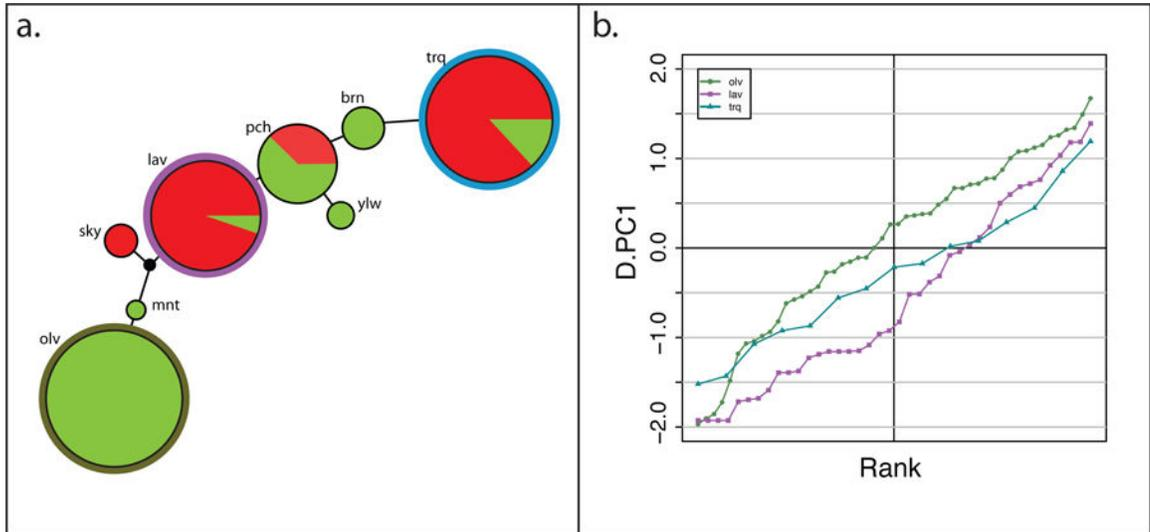 a.
trq
brn
pch
lav
ylw
sky
mnt
olv
b.
2.0
1.0
0.0
−1.0
−2.0
D.PC1
olv
lav
trq
Rank